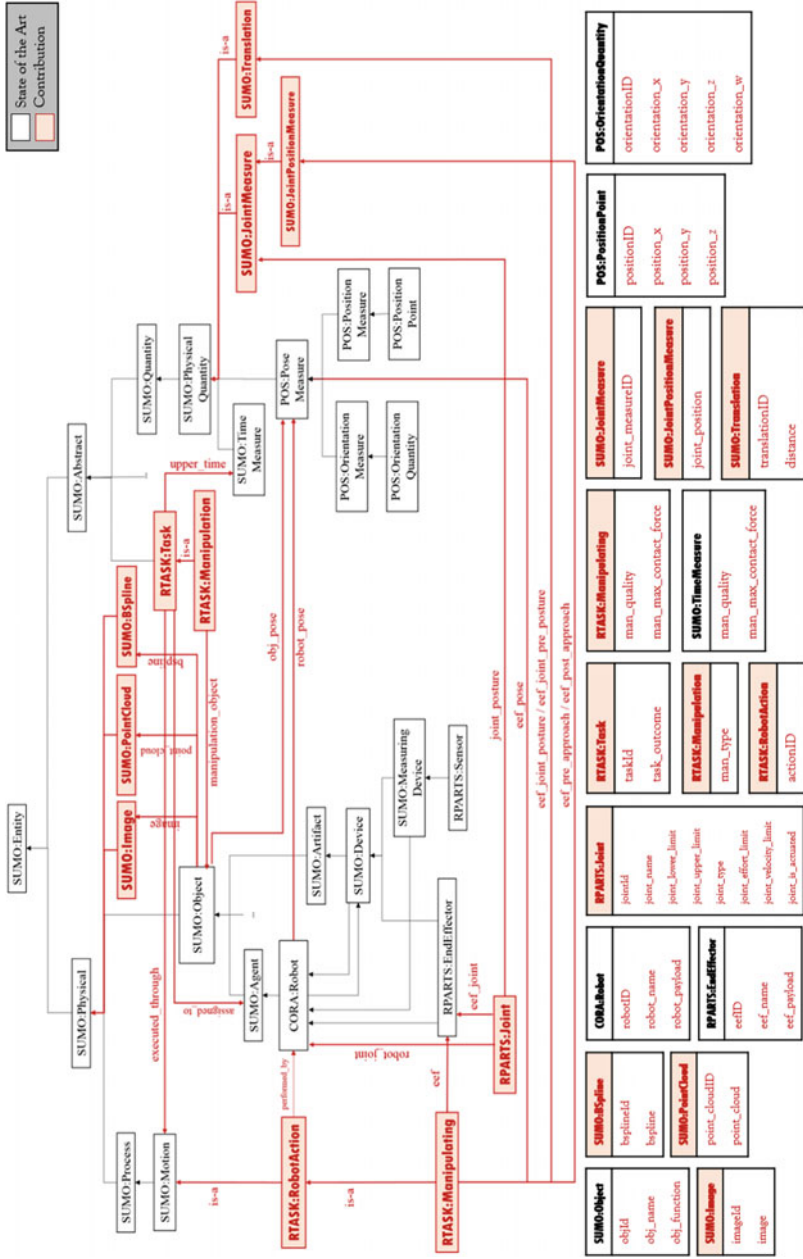 State of the Art
Contribution
SUMO:Entity
SUMO:Physical
SUMO:Abstract
SUMO:Process
SUMO:Motion
executed_through
SUMO:Object
SUMO:Image
SUMO:PointCloud
SUMO:BSpline
image
point_cloud
bspline
RTASK:Task
is-a
RTASK:Manipulation
manipulation_object
upper_time
SUMO:Quantity
SUMO:Physical
Quantity
SUMO:Time
Measure
is-a
SUMO:JointMeasure
is-a
SUMO:JointPositionMeasure
is-a
SUMO:Translation
assigned_to
SUMO:Agent
SUMO:Artifact
CORA:Robot
SUMO:Device
SUMO:Measuring
Device
RPARTS:Sensor
obj_pose
robot_pose
POS:Pose
Measure
POS:Orientation
Measure
POS:Position
Measure
POS:Orientation
Quantity
POS:Position
Point
is-a
RTASK:RobotAction
performed_by
is-a
RTASK:Manipulating
eef
RPARTS:EndEffector
robot_joint
eef_joint
RPARTS:Joint
joint_posture
eef_pose
eef_joint_posture / eef_joint_pre_posture
eef_pre_approach / eef_post_approach
SUMO:Object
objId
obj_name
obj_function
SUMO:Image
imageId
image
SUMO:BSpline
bsplineId
bspline
SUMO:PointCloud
point_cloudID
point_cloud
CORA:Robot
robotID
robot_name
robot_payload
RPARTS:EndEffector
eefID
eef_name
eef_payload
RPARTS:Joint
jointId
joint_name
joint_lower_limit
joint_upper_limit
joint_type
joint_effort_limit
joint_velocity_limit
joint_is_actuated
RTASK:Task
taskId
task_outcome
RTASK:Manipulation
man_type
RTASK:RobotAction
actionID
RTASK:Manipulating
man_quality
man_max_contact_force
SUMO:TimeMeasure
man_quality
man_max_contact_force
SUMO:JointMeasure
joint_measureID
SUMO:JointPositionMeasure
joint_position
SUMO:Translation
translationID
distance
POS:PositionPoint
positionID
position_x
position_y
position_z
POS:OrientationQuantity
orientationID
orientation_x
orientation_y
orientation_z
orientation_w